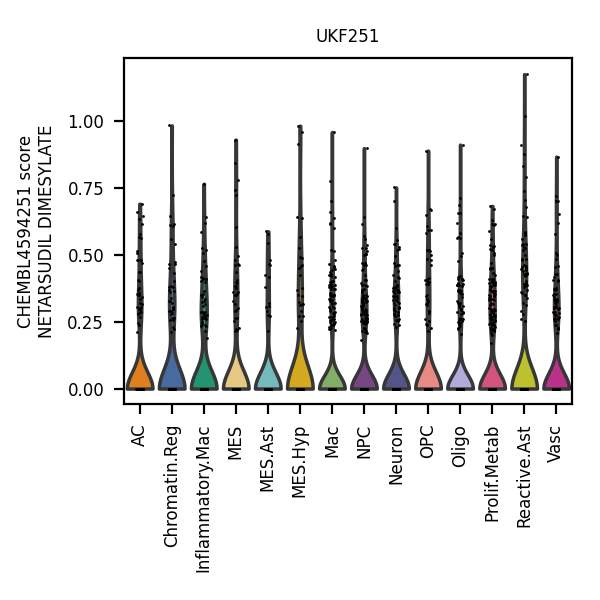 UKF251
CHEMBL4594251 score
NETARSUDIL DIMESYLATE
1.00
0.75
0.50
0.25
0.00
AC
Chromatin.Reg
Inflammatory.Mac
MES
MES.Ast
MES.Hyp
Mac
NPC
Neuron
OPC
Oligo
Prolif.Metab
Reactive.Ast
Vasc